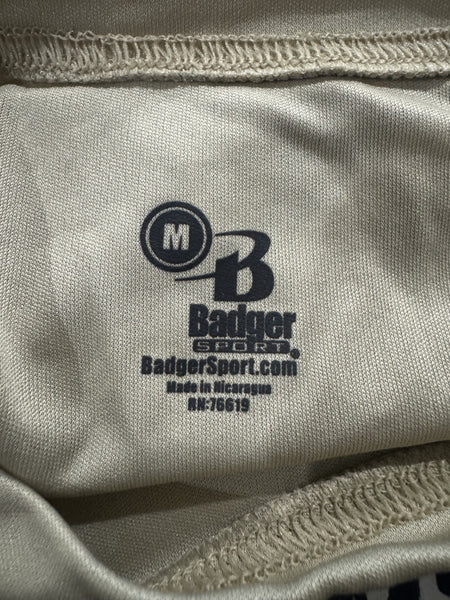 M
B
Badger
SPORT
BadgerSport.com
Made in Nicaragua
RN:76619